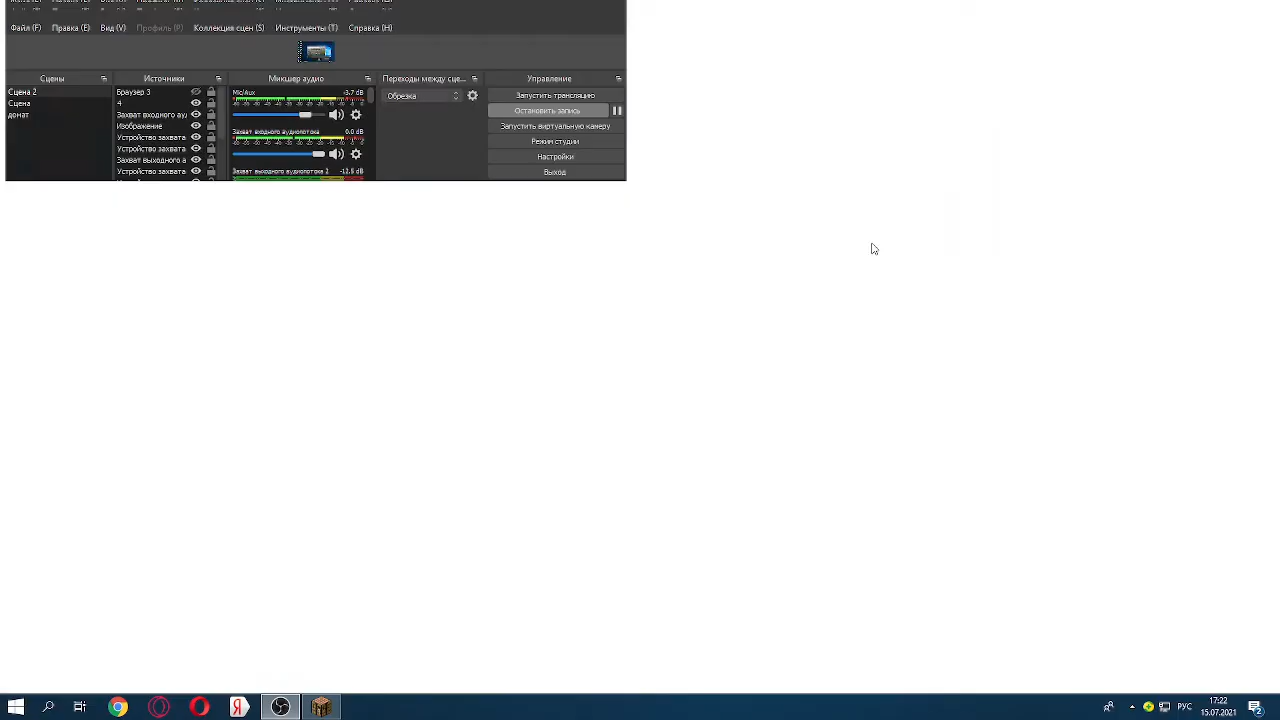 Файл (F) Правка (E) Вид (V) Профиль (P) Коллекция сцен (S) Инструменты (T) Справка (H)
Сцены
Сцена 2
Сцена
донат
Источники
Браузер 3
4
Захват входного ауд
Изображение
Устройство захвата
Устройство захвата
Захват выходного а
Устройство захвата
Микшер аудио
Mic/Aux -3.7 dB
Захват входного аудиопотока 0.0 dB
Захват выходного аудиопотока 2 -12.5 dB
Переходы между сце...
Обрезка
Управление
Запустить трансляцию
Остановить запись
Запустить виртуальную камеру
Режим студии
Настройки
Выход
РУС
17:22
15.07.2021
2